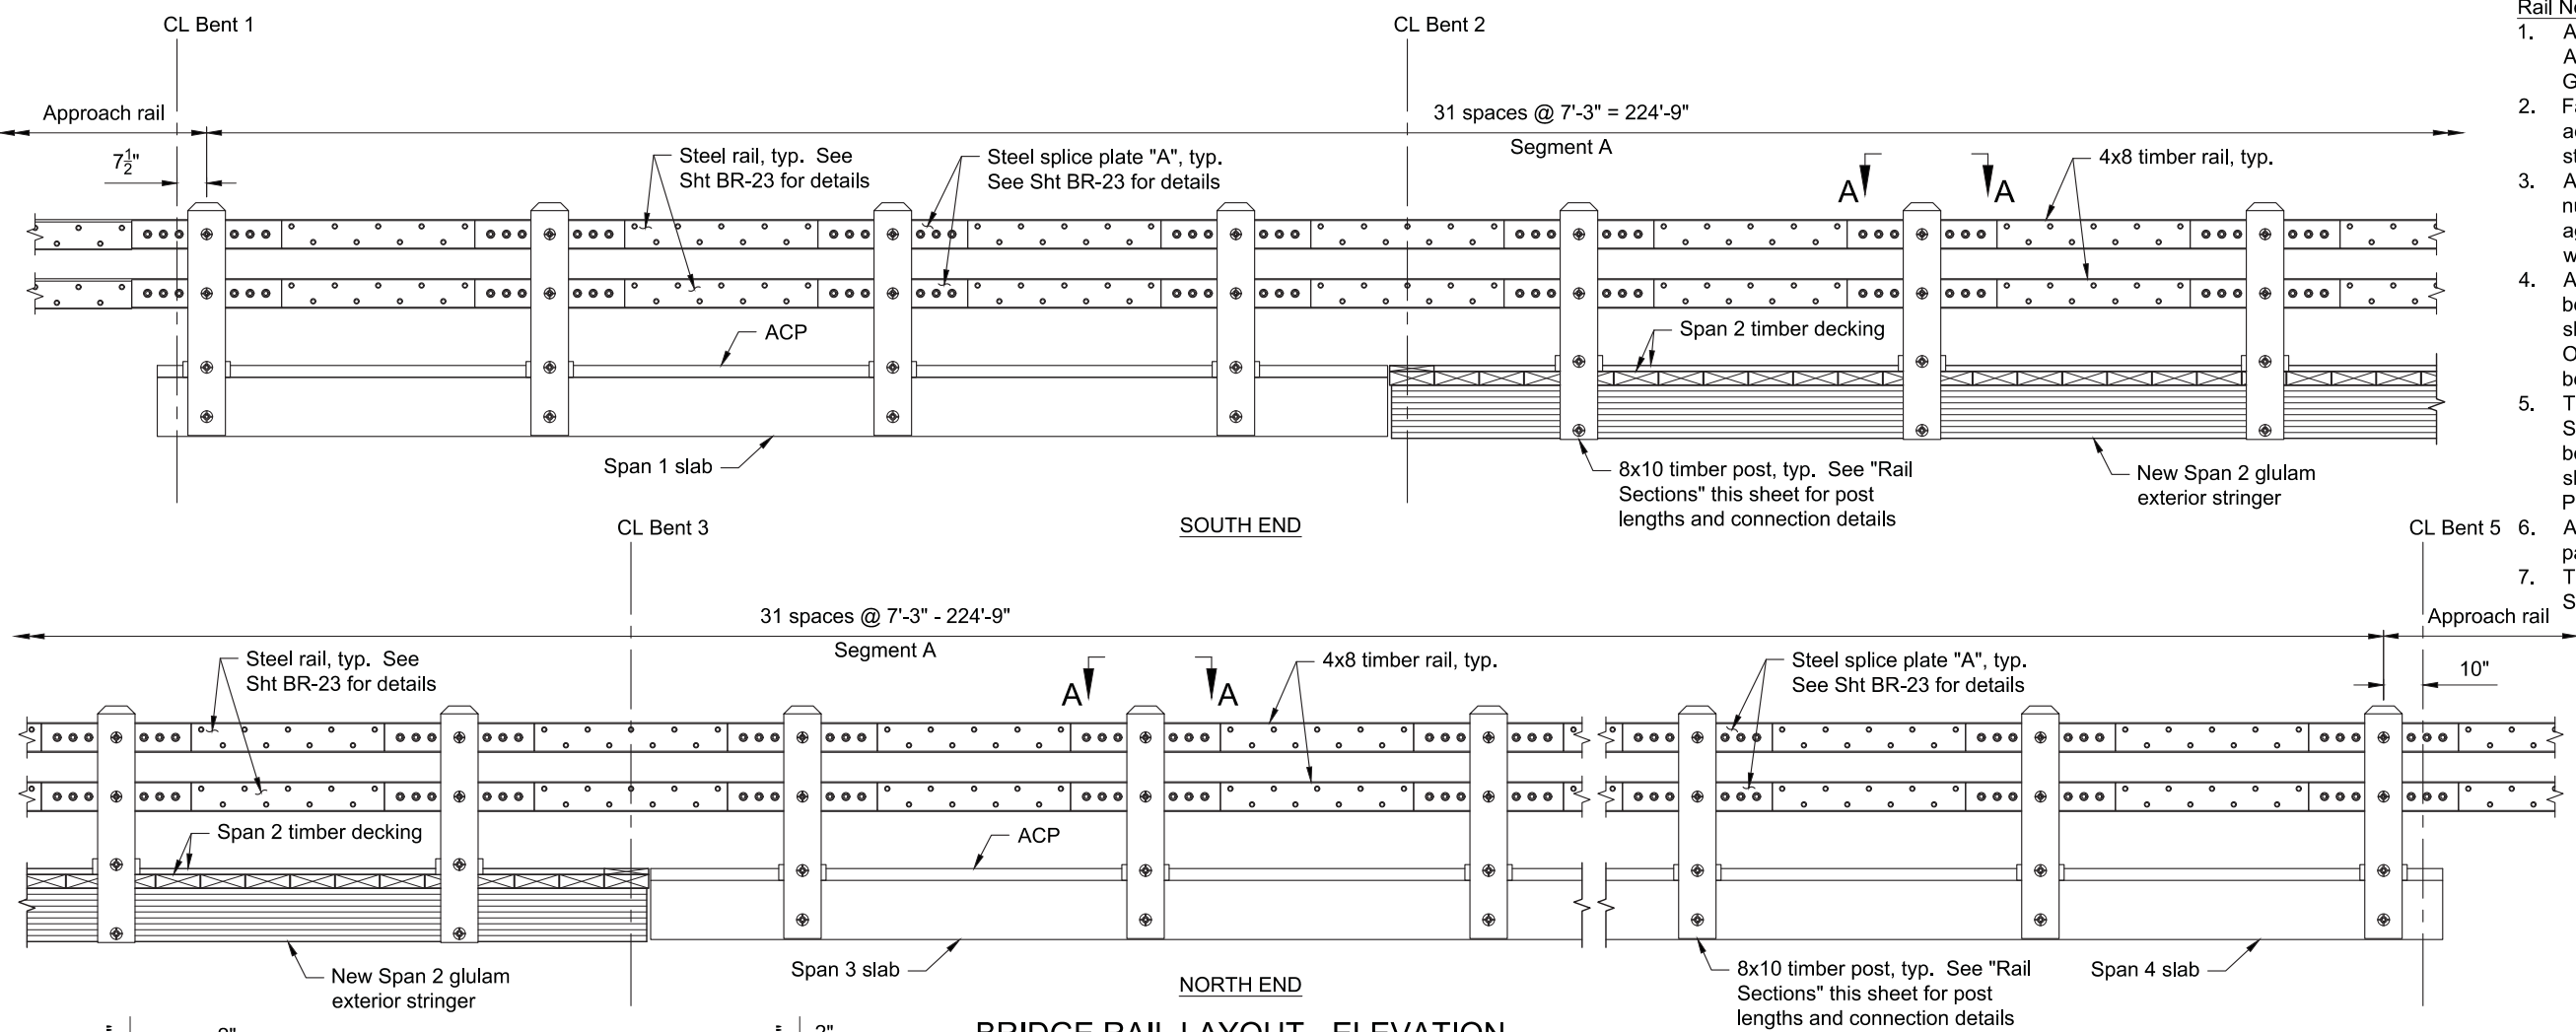 CL Bent 1
CL Bent 2
Approach rail
31 spaces @ 7'-3" = 224'-9"
Segment A
7½"
Steel rail, typ. See
Sht BR-23 for details
Steel splice plate "A", typ.
See Sht BR-23 for details
A
A
4x8 timber rail, typ.
ACP
Span 2 timber decking
Span 1 slab
8x10 timber post, typ. See "Rail
Sections" this sheet for post
lengths and connection details
New Span 2 glulam
exterior stringer
SOUTH END
CL Bent 3
CL Bent 5
31 spaces @ 7'-3" - 224'-9"
Segment A
Approach rail
10"
Steel rail, typ. See
Sht BR-23 for details
A
A
4x8 timber rail, typ.
Steel splice plate "A", typ.
See Sht BR-23 for details
Span 2 timber decking
ACP
New Span 2 glulam
exterior stringer
Span 3 slab
8x10 timber post, typ. See "Rail
Sections" this sheet for post
lengths and connection details
Span 4 slab
NORTH END
2"
BRIDGE RAIL LAYOUT - ELEVATION
Rail
1.
2.
3.
4.
5.
6.
7.